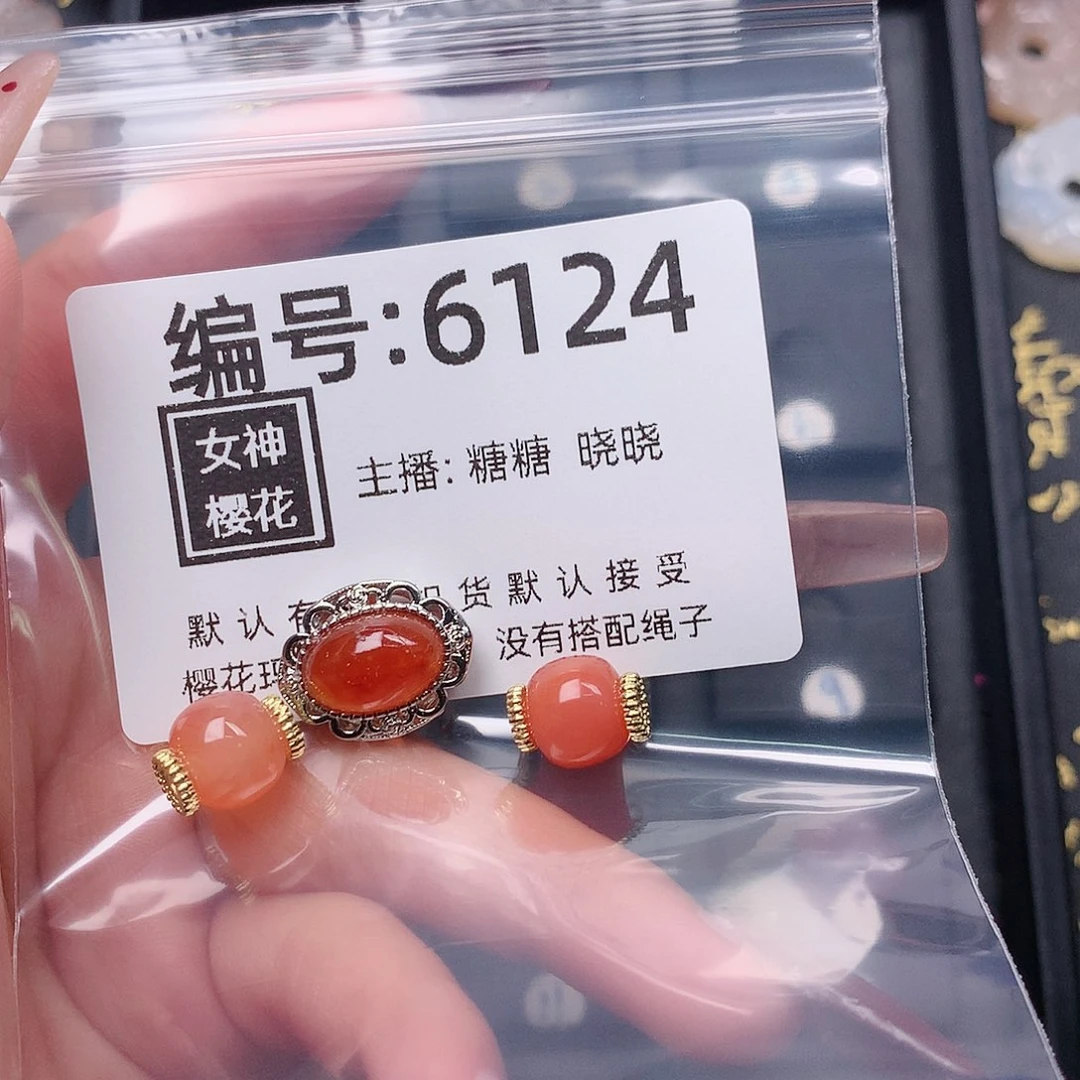 编号:6124
女神
樱花
主播: 糖糖 晓晓
默认有 货默认接受
樱花玛 没有搭配绳子